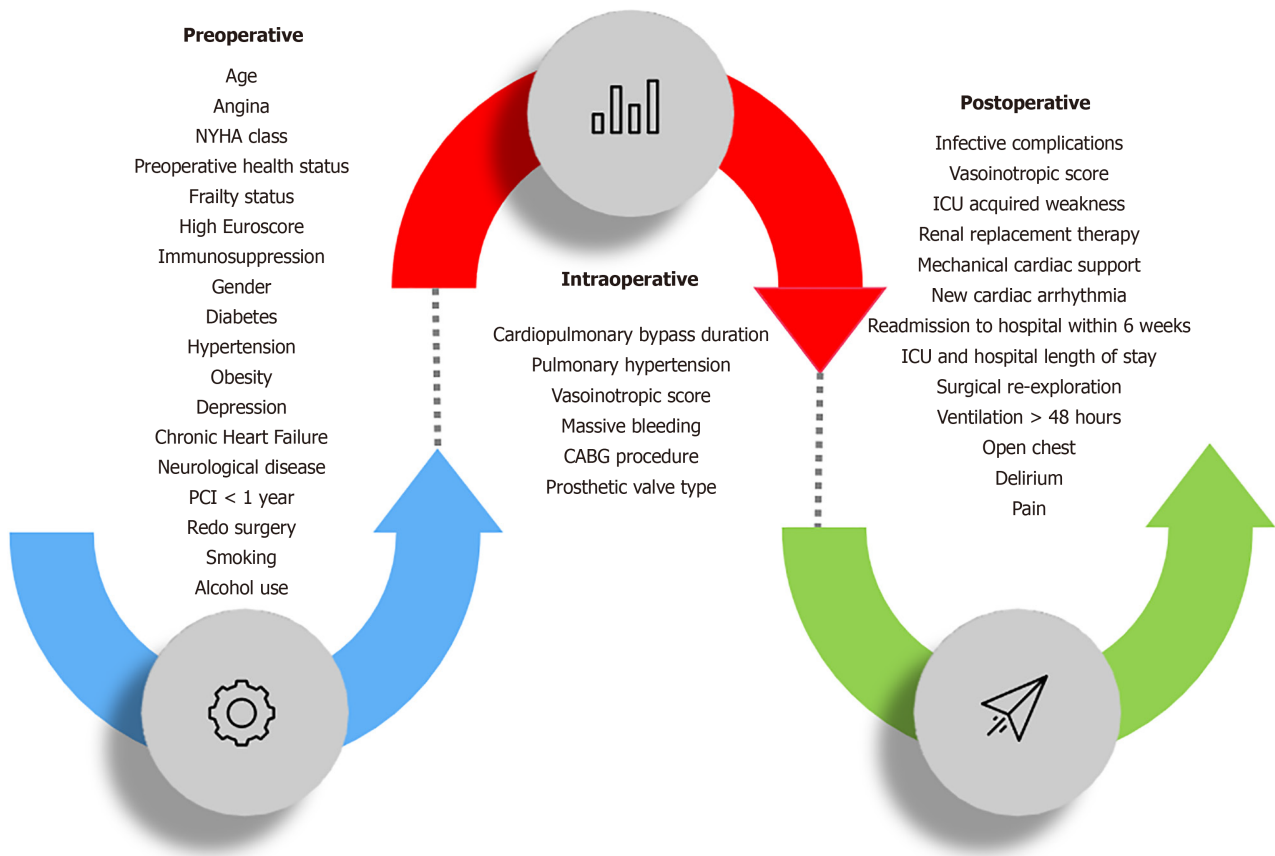 Preoperative
Age
Angina
NYHA class
Preoperative health status
Frailty status
High Euroscore
Immunosuppression
Gender
Diabetes
Hypertension
Obesity
Depression
Chronic Heart Failure
Neurological disease
PCI < 1 year
Redo surgery
Smoking
Alcohol use
Intraoperative
Cardiopulmonary bypass duration
Pulmonary hypertension
Vasoinotropic score
Massive bleeding
CABG procedure
Prosthetic valve type
Postoperative
Infective complications
Vasoinotropic score
ICU acquired weakness
Renal replacement therapy
Mechanical cardiac support
New cardiac arrhythmia
Readmission to hospital within 6 weeks
ICU and hospital length of stay
Surgical re-exploration
Ventilation > 48 hours
Open chest
Delirium
Pain